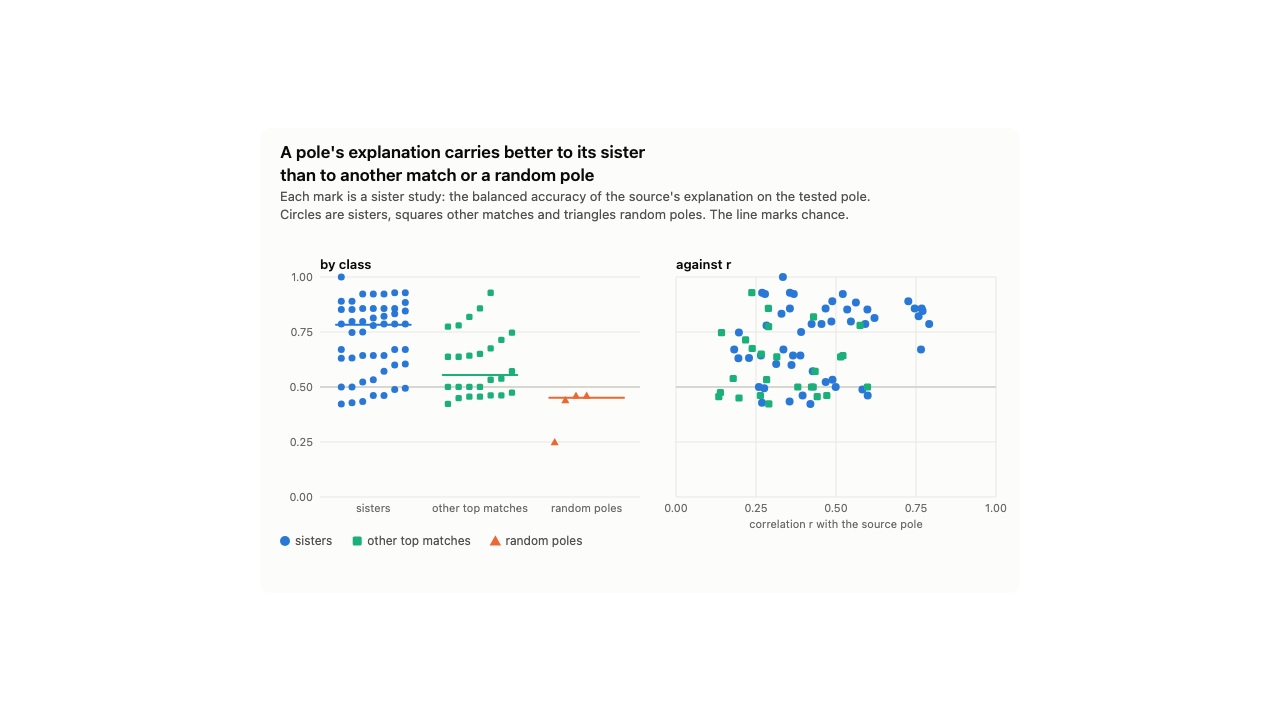 A pole's explanation carries better to its sister
than to another match or a random pole
Each mark is a sister study: the balanced accuracy of the source's explanation on the tested pole.
Circles are sisters, squares other matches and triangles random poles. The line marks chance.
by class
1.00
0.75
0.50
0.25
0.00
sisters
other top matches
random poles
against r
0.00
0.25
0.50
0.75
1.00
correlation r with the source pole
sisters
other top matches
random poles